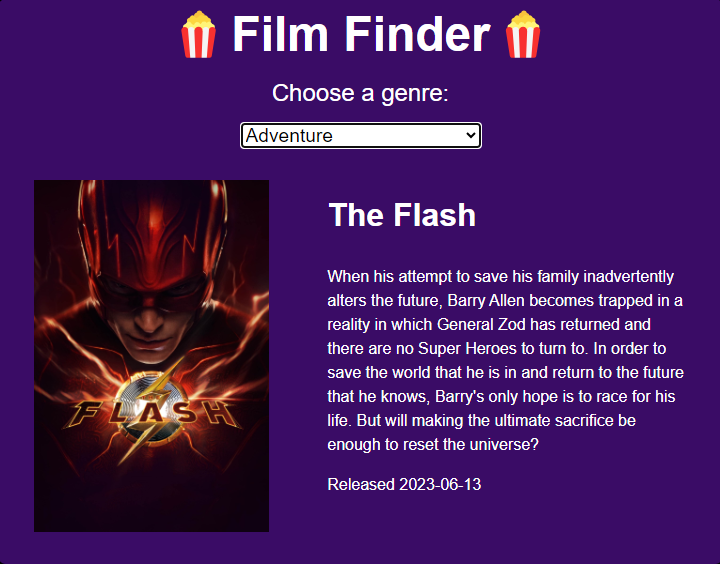 Film Finder
Choose a genre:
Adventure
The Flash
When his attempt to save his family inadvertently
alters the future, Barry Allen becomes trapped in a
reality in which General Zod has returned and
there are no Super Heroes to turn to. In order to
save the world that he is in and return to the future
that he knows, Barry's only hope is to race for his
life. But will making the ultimate sacrifice be
enough to reset the universe?
FLASH
Released 2023-06-13